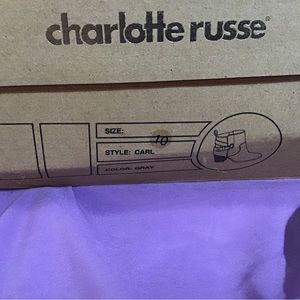 charlotte russe®
SIZE: 10
STYLE: CARL
COLOR: GRAY